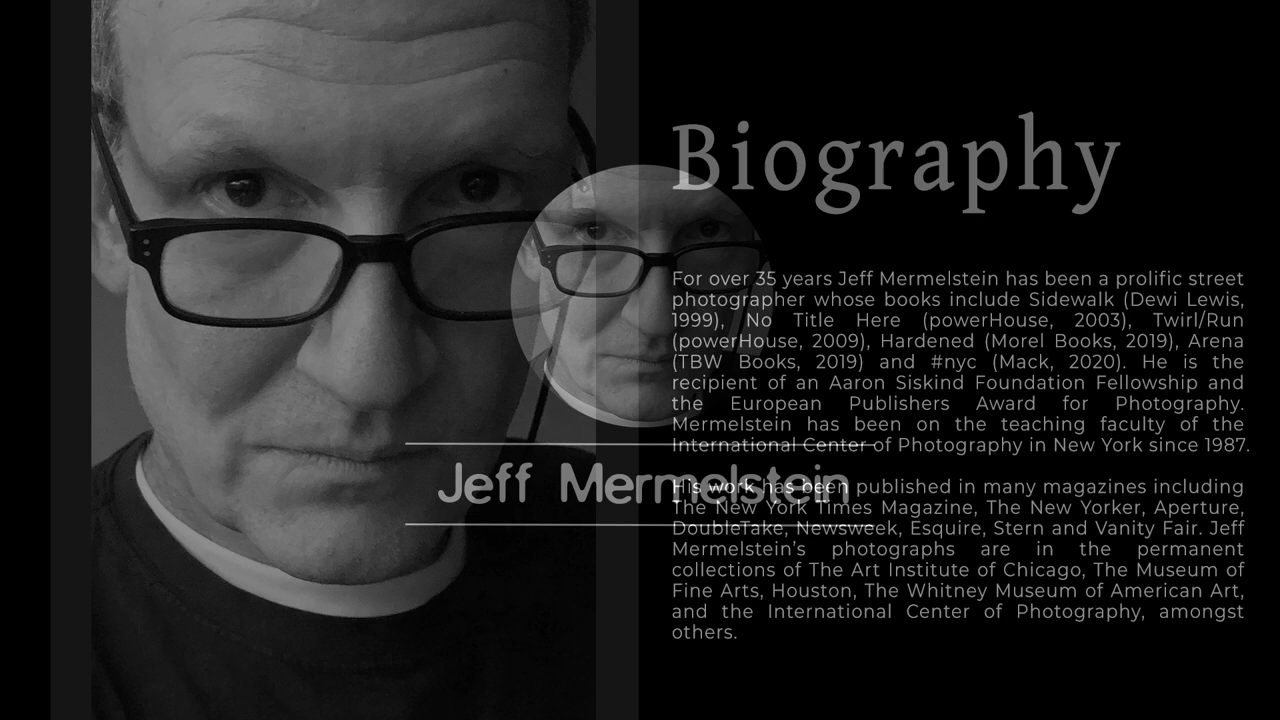 Biography
For over 35 years Jeff Mermelstein has been a prolific street
photographer whose books include Sidewalk (Dewi Lewis,
1999), No Title Here (powerHouse, 2003), Twirl/Run
(powerHouse, 2009), Hardened (Morel Books, 2019), Arena
(TBW Books, 2019) and #nyc (Mack, 2020). He is the
recipient of an Aaron Siskind Foundation Fellowship and
the European Publishers Award for Photography.
Mermelstein has been on the teaching faculty of the
International Center of Photography in New York since 1987.
Jeff Mermelstein
His work has been published in many magazines including
The New York Times Magazine, The New Yorker, Aperture,
DoubleTake, Newsweek, Esquire, Stern and Vanity Fair. Jeff
Mermelstein’s photographs are in the permanent
collections of The Art Institute of Chicago, The Museum of
Fine Arts, Houston, The Whitney Museum of American Art,
and the International Center of Photography, amongst
others.